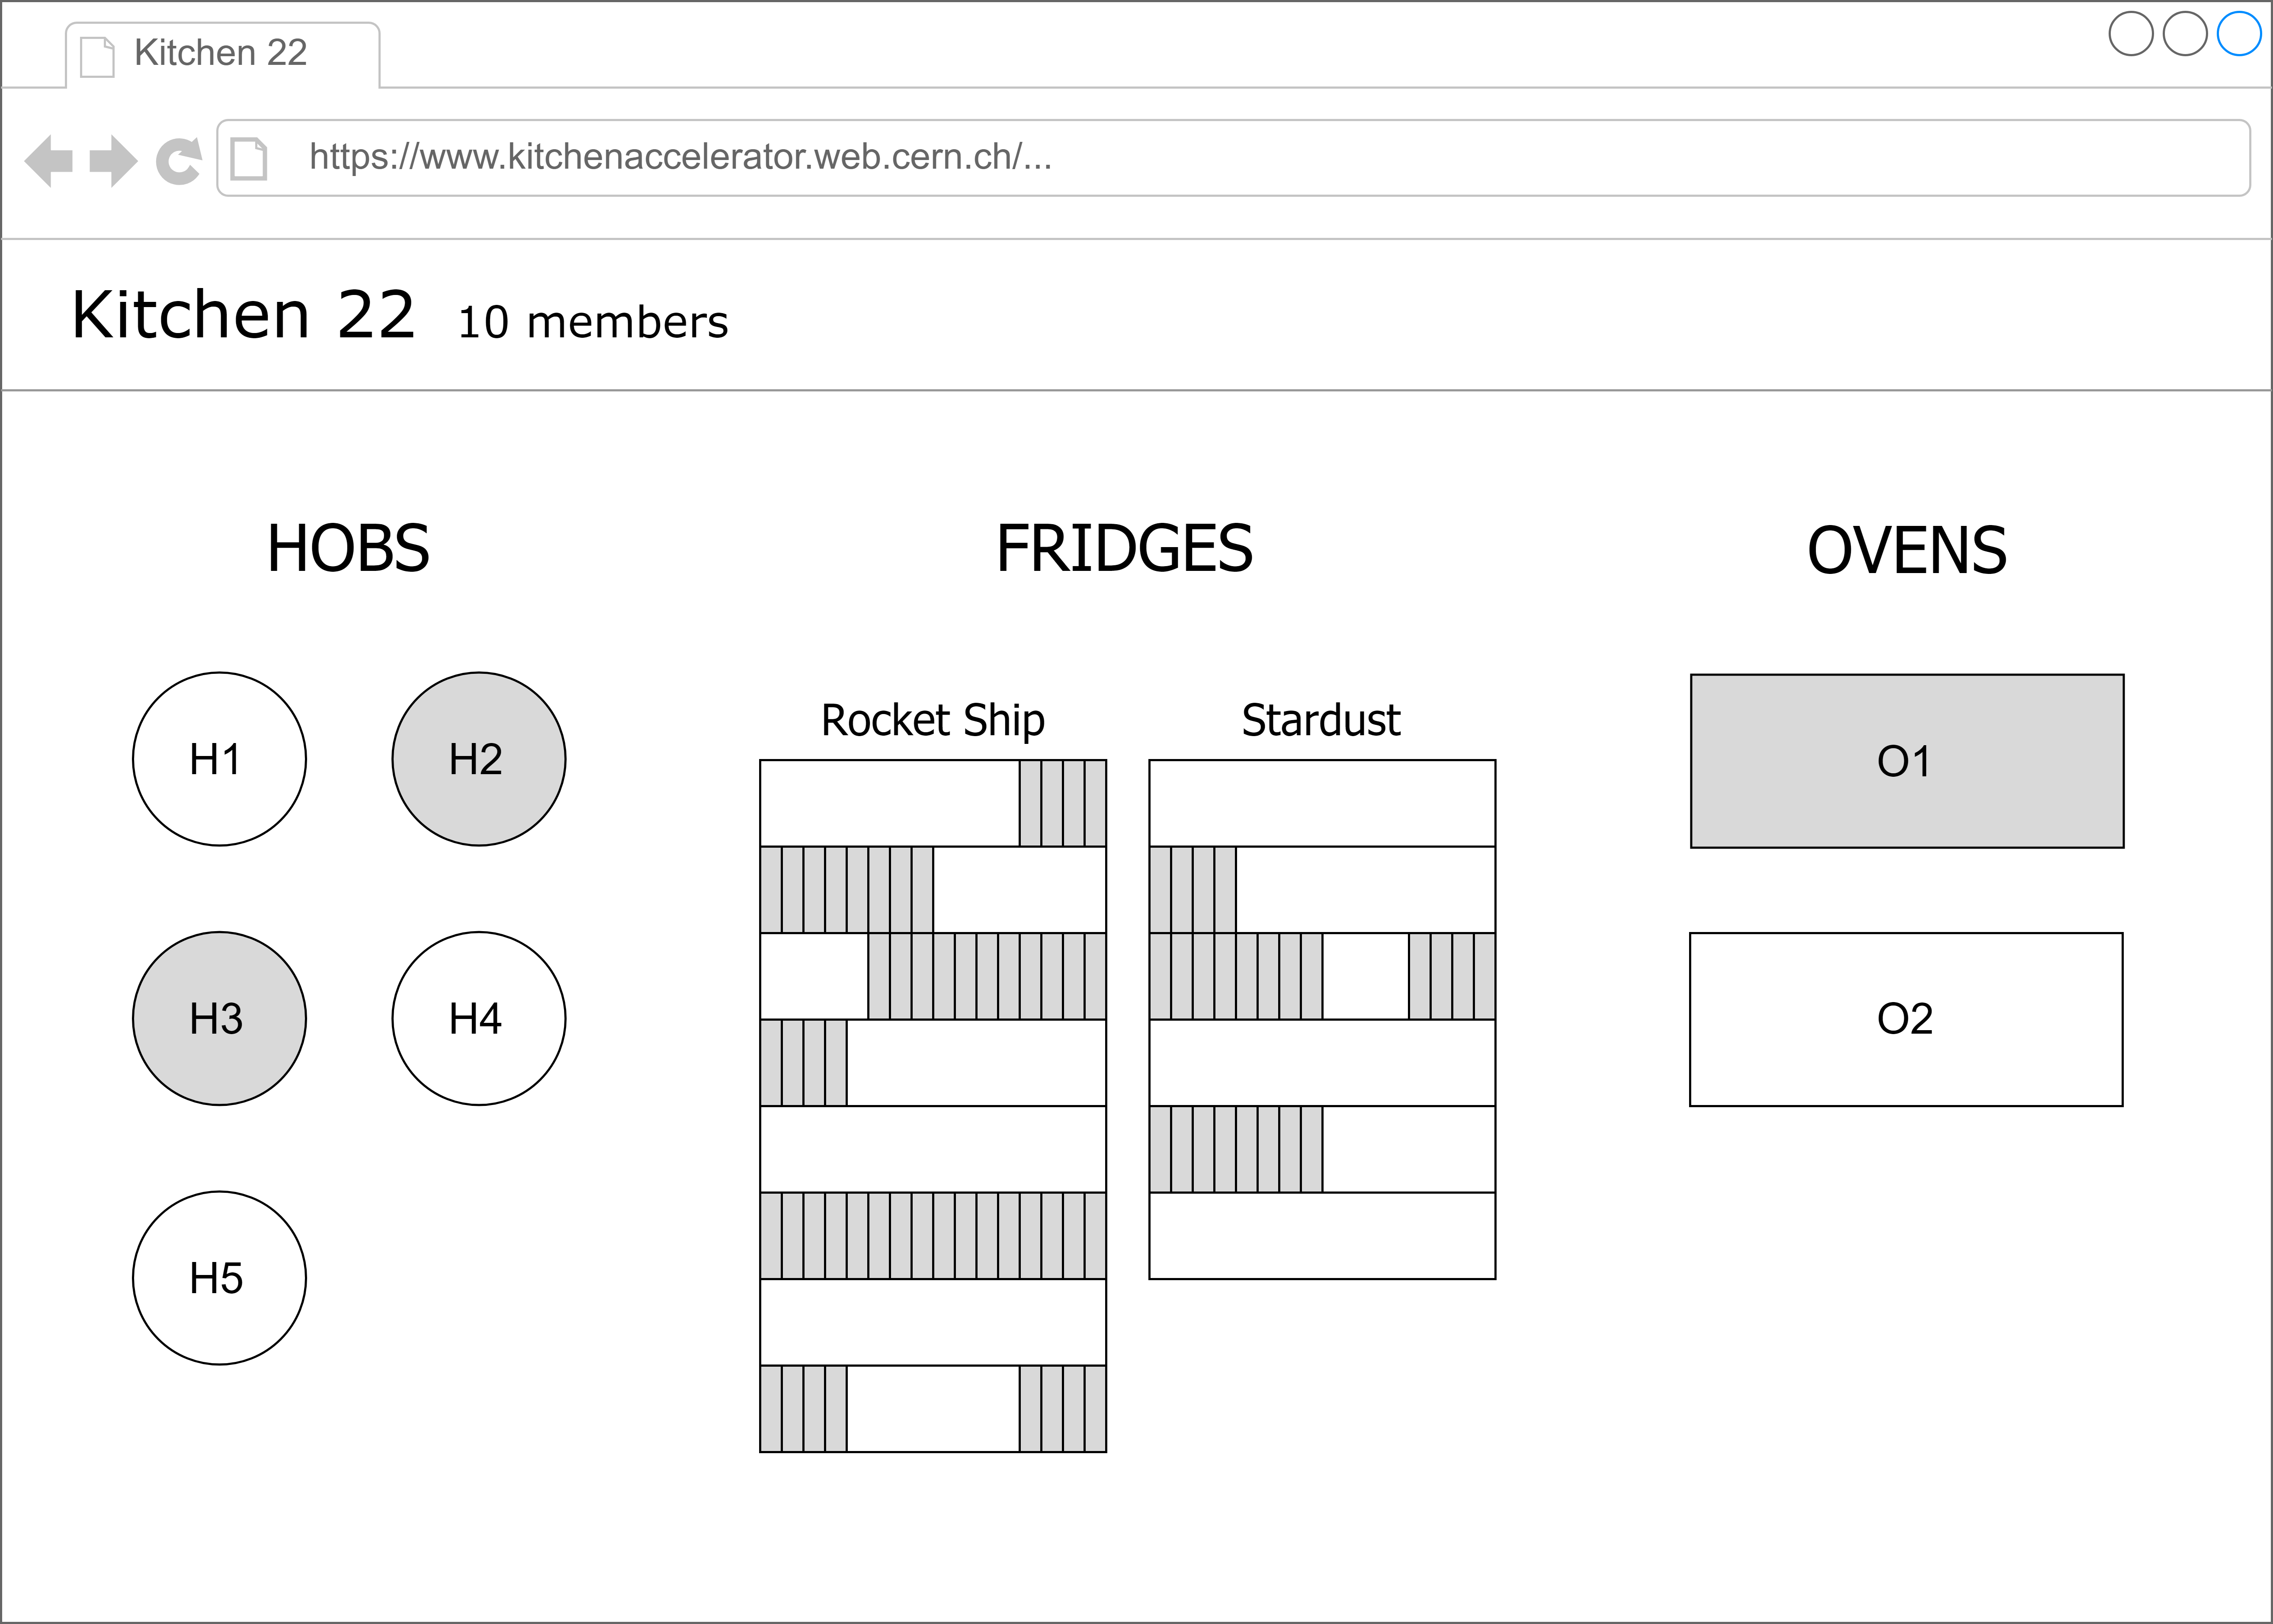 Kitchen 22
https://www.kitchenaccelerator.web.cern.ch/...
Kitchen 22 10 members
HOBS
FRIDGES
OVENS
Rocket Ship
Stardust
H1
H2
O1
H3
H4
O2
H5